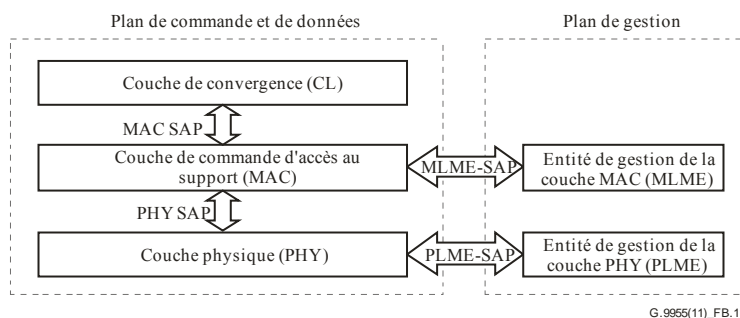 Plan de commande et de données
Plan de gestion
Couche de convergence (CL)
MAC SAP
Couche de commande d'accès au
support (MAC)
MLME-SAP
Entité de gestion de la
couche MAC (MLME)
PHY SAP
Couche physique (PHY)
PLME-SAP
Entité de gestion de la
couche PHY (PLME)
G.9955(11)_FB.1